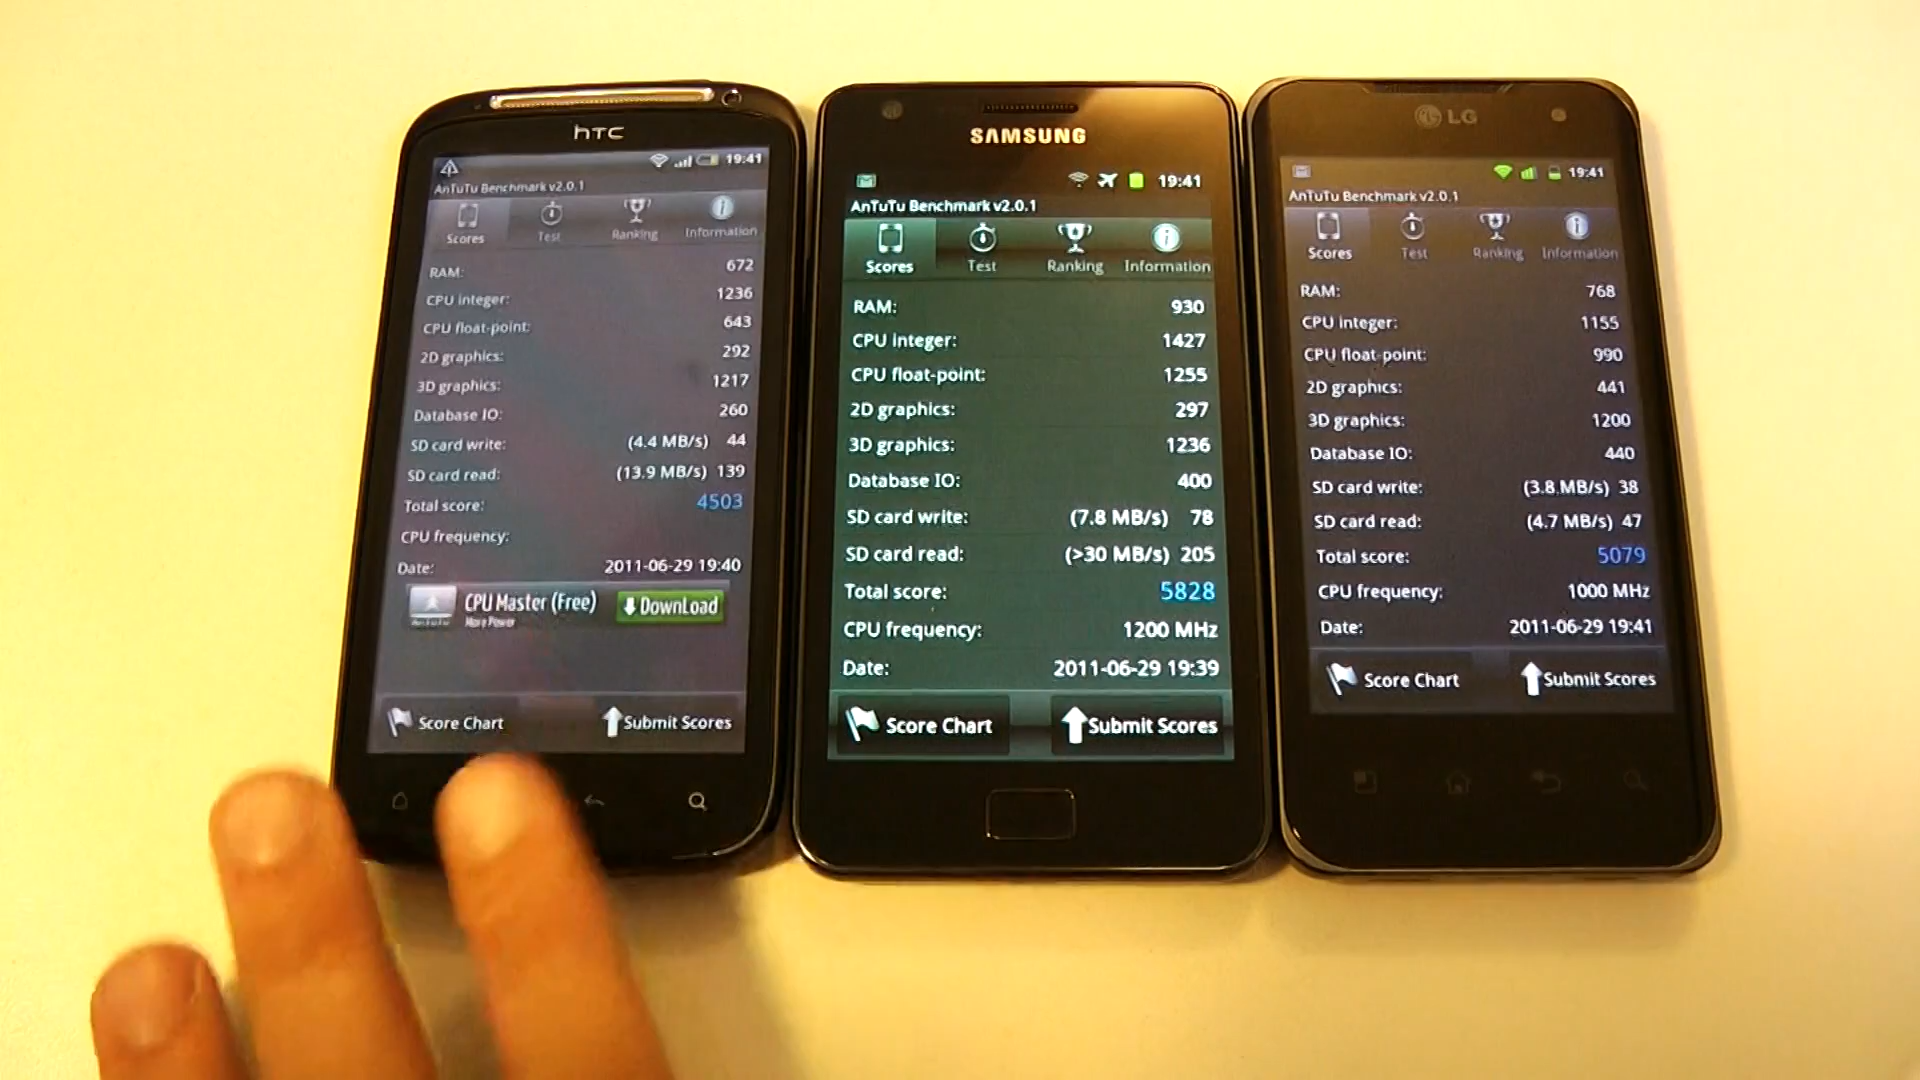 hTC
19:41
AnTuTu Benchmark v2.0.1
Scores Test Ranking Information
RAM: 672
CPU integer: 1236
CPU float-point: 643
2D graphics: 292
3D graphics: 1217
Database IO: 260
SD card write: (4.4 MB/s) 44
SD card read: (13.9 MB/s) 139
Total score: 4503
CPU frequency:
Date: 2011-06-29 19:40
CPU Master (Free)
More Power
DownLoad
Score Chart Submit Scores
SAMSUNG
19:41
AnTuTu Benchmark v2.0.1
Scores Test Ranking Information
RAM: 930
CPU integer: 1427
CPU float-point: 1255
2D graphics: 297
3D graphics: 1236
Database IO: 400
SD card write: (7.8 MB/s) 78
SD card read: (>30 MB/s) 205
Total score: 5828
CPU frequency: 1200 MHz
Date: 2011-06-29 19:39
Score Chart Submit Scores
LG
19:41
AnTuTu Benchmark v2.0.1
Scores Test Ranking Information
RAM: 768
CPU integer: 1155
CPU float-point: 990
2D graphics: 441
3D graphics: 1200
Database IO: 440
SD card write: (3.8 MB/s) 38
SD card read: (4.7 MB/s) 47
Total score: 5079
CPU frequency: 1000 MHz
Date: 2011-06-29 19:41
Score Chart Submit Scores